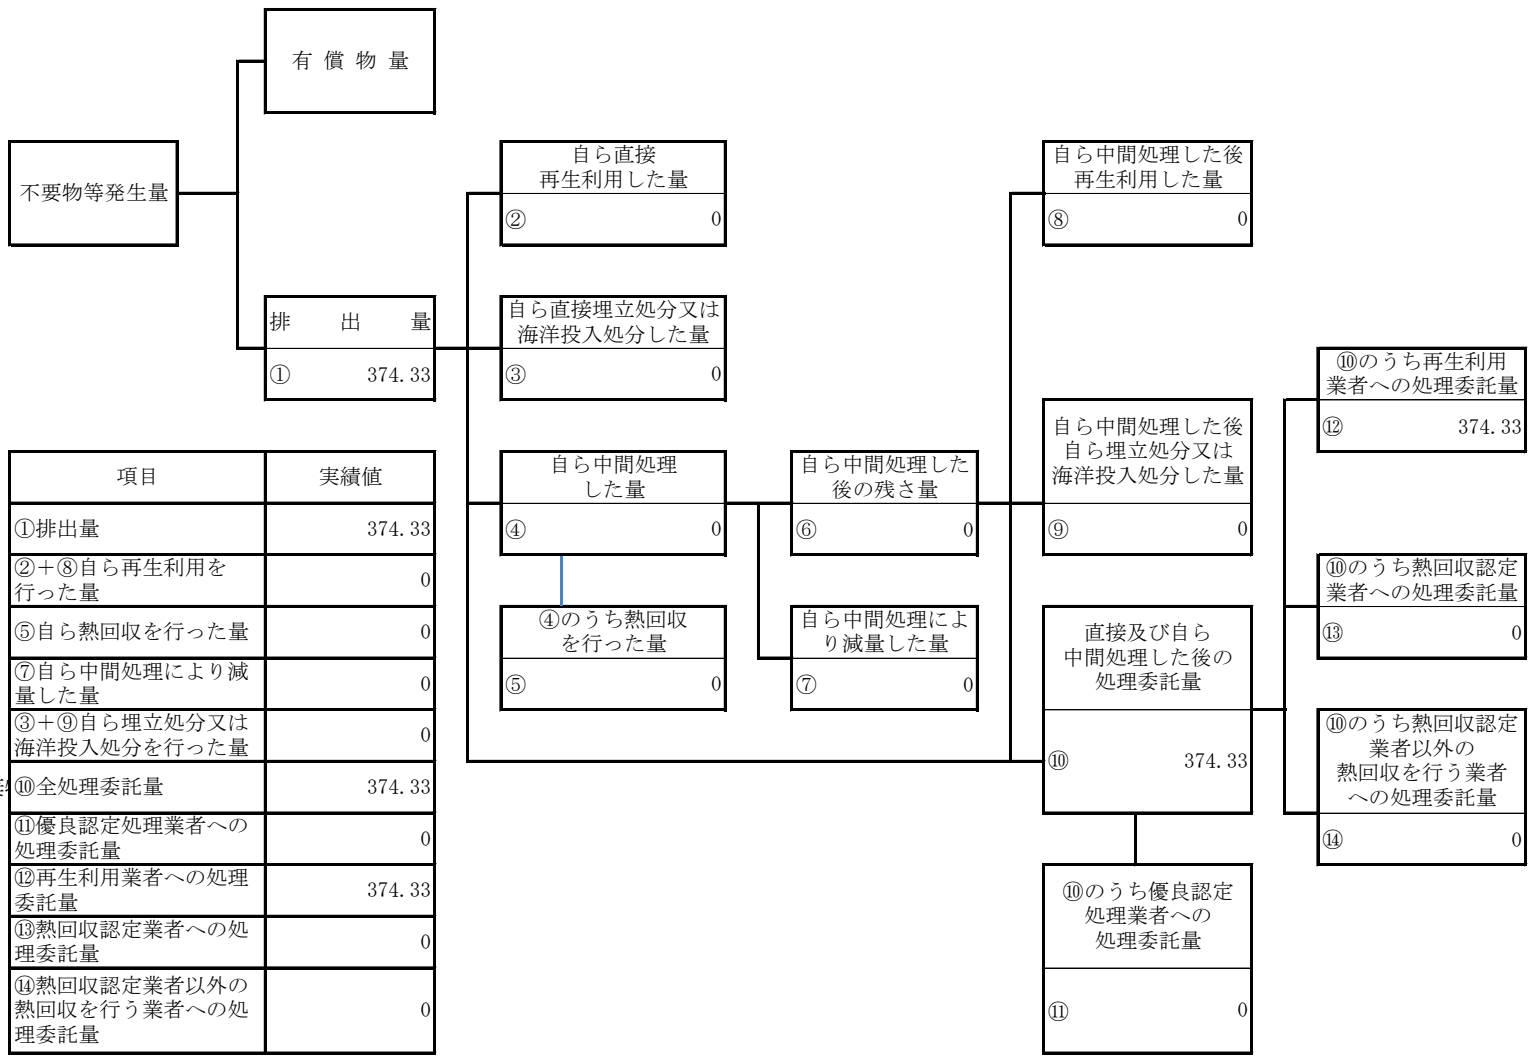 有 償 物 量
不要物等発生量
自ら直接
再生利用した量
② 0
自ら中間処理した後
再生利用した量
⑧ 0
排 出 量
① 374.33
自ら直接埋立処分又は
海洋投入処分した量
③ 0
⑩のうち再生利用
業者への処理委託量
⑫ 374.33
自ら中間処理した後
自ら埋立処分又は
海洋投入処分した量
⑨ 0
自ら中間処理
した量
④ 0
自ら中間処理した
後の残さ量
⑥ 0
⑩のうち熱回収認定
業者への処理委託量
⑬ 0
④のうち熱回収
を行った量
⑤ 0
自ら中間処理によ
り減量した量
⑦ 0
直接及び自ら
中間処理した後の
処理委託量
⑩ 374.33
⑩のうち熱回収認定
業者以外の
熱回収を行う業者
への処理委託量
⑭ 0
⑩のうち優良認定
処理業者への
処理委託量
⑪ 0
項目 実績値
①排出量 374.33
②+⑧自ら再生利用を
行った量 0
⑤自ら熱回収を行った量 0
⑦自ら中間処理により減
量した量 0
③+⑨自ら埋立処分又は
海洋投入処分を行った量 0
⑩全処理委託量 374.33
⑪優良認定処理業者への
処理委託量 0
⑫再生利用業者への処理
委託量 374.33
⑬熱回収認定業者への処
理委託量 0
⑭熱回収認定業者以外の
熱回収を行う業者への処
理委託量 0